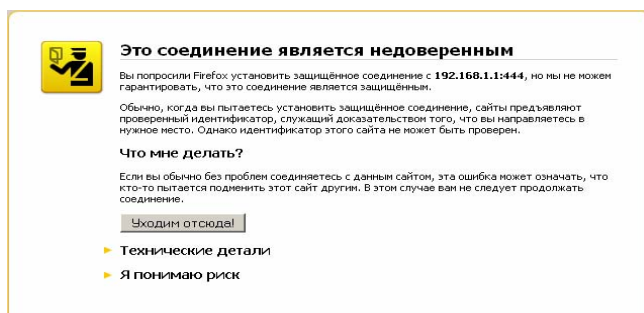 Это соединение является недоверенным
Вы попросили Firefox установить защищённое соединение с 192.168.1.1:444, но мы не можем
гарантировать, что это соединение является защищённым.
Обычно, когда вы пытаетесь установить защищённое соединение, сайты предъявляют
проверенный идентификатор, служащий доказательством того, что вы направляетесь в
нужное место. Однако идентификатор этого сайта не может быть проверен.
Что мне делать?
Если вы обычно без проблем соединяетесь с данным сайтом, эта ошибка может означать, что
кто-то пытается подменить этот сайт другим. В этом случае вам не следует продолжать
соединение.
Уходим отсюда!
Технические детали
Я понимаю риск